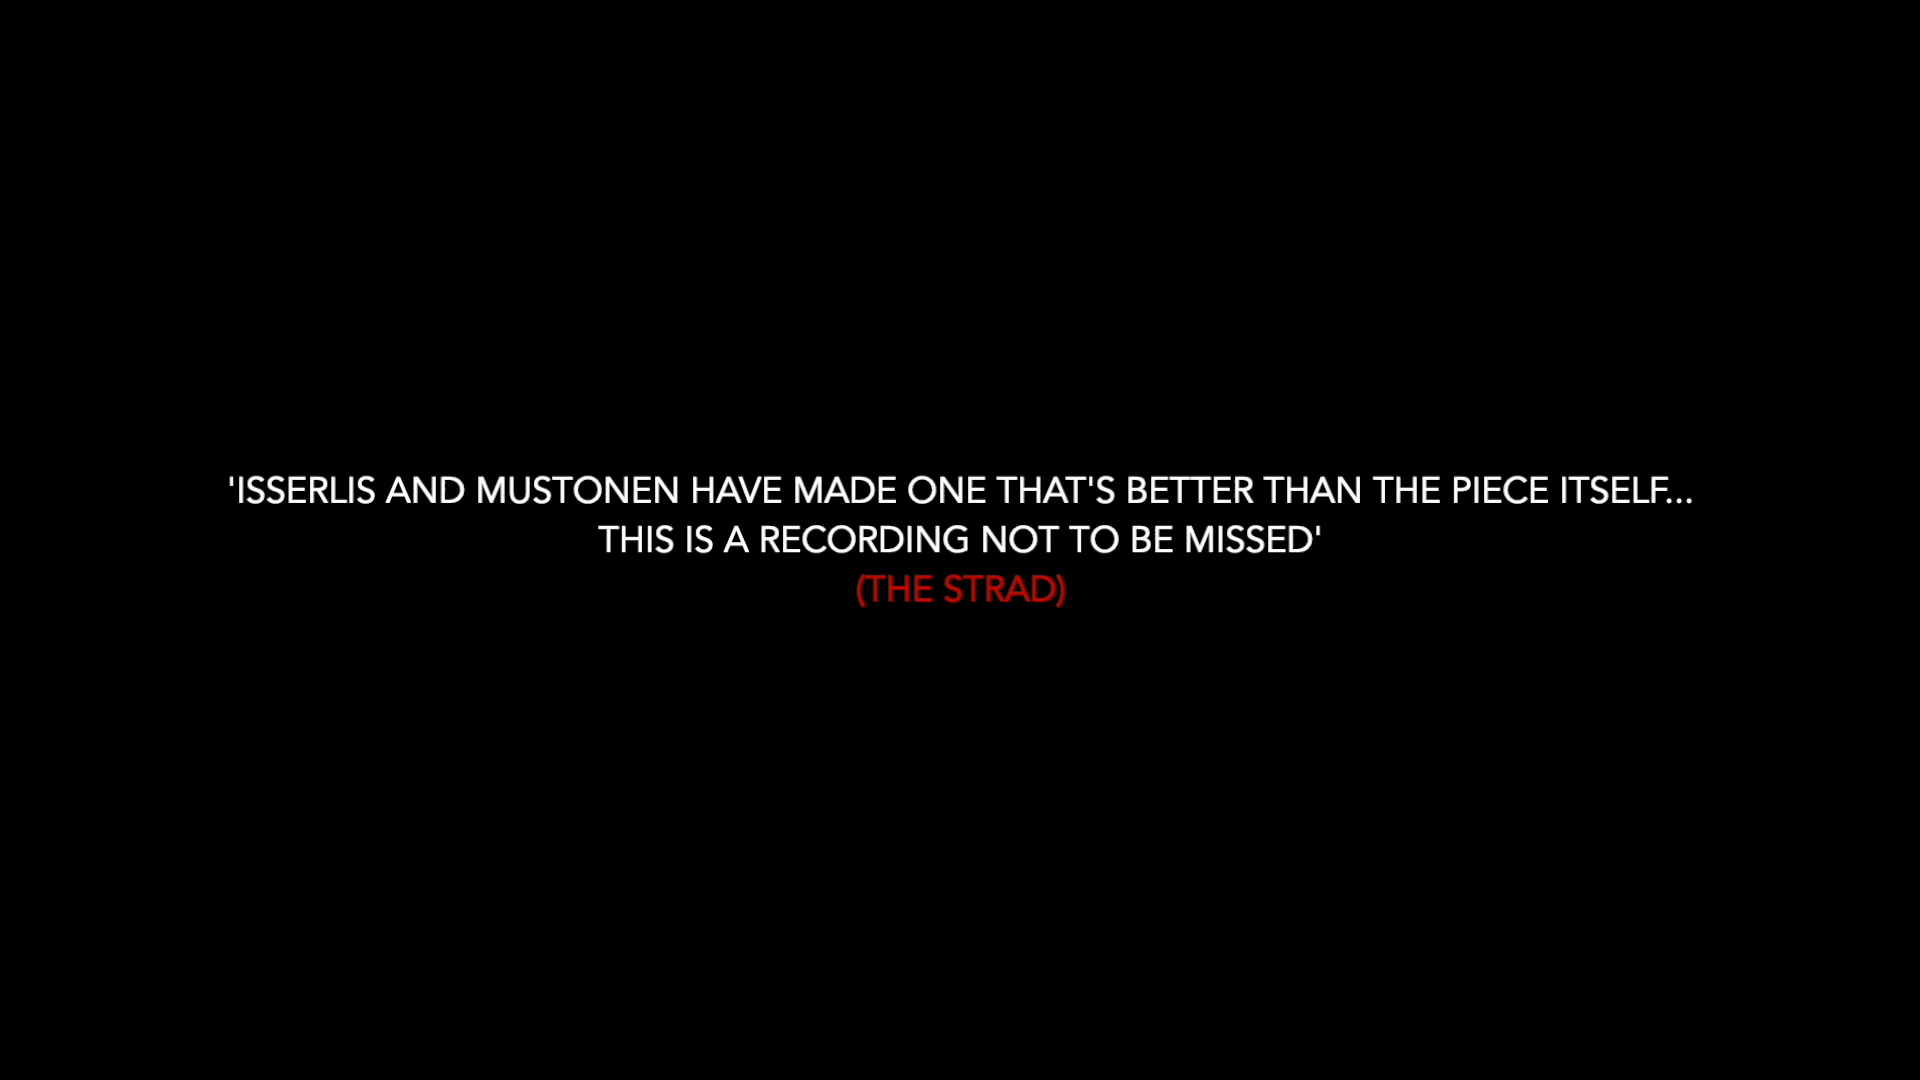 'ISSERLIS AND MUSTONEN HAVE MADE ONE THAT'S BETTER THAN THE PIECE ITSELF...
THIS IS A RECORDING NOT TO BE MISSED'
(THE STRAD)